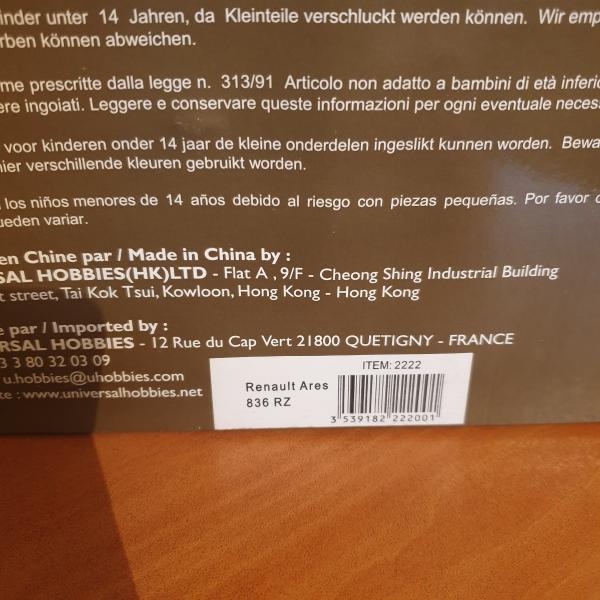 inder unter 14 Jahren, da Kleinteile verschluckt werden können. Wir emp
rben können abweichen.
me prescritte dalla legge n. 313/91 Articolo non adatto a bambini di età inferio
ere ingoiati. Leggere e conservare queste informazioni per ogni eventuale necess
voor kinderen onder 14 jaar de kleine onderdelen ingeslikt kunnen worden. Bewa
hier verschillende kleuren gebruikt worden.
los niños menores de 14 años debido al riesgo con piezas pequeñas. Por favor c
ueden variar.
en Chine par / Made in China by :
SAL HOBBIES(HK)LTD - Flat A , 9/F - Cheong Shing Industrial Building
t street, Tai Kok Tsui, Kowloon, Hong Kong - Hong Kong
e par / Imported by :
RSAL HOBBIES - 12 Rue du Cap Vert 21800 QUETIGNY - FRANCE
3 3 80 32 03 09
u.hobbies@uhobbies.com
te : www.universalhobbies.net
ITEM: 2222
Renault Ares
836 RZ
3 539182 222001